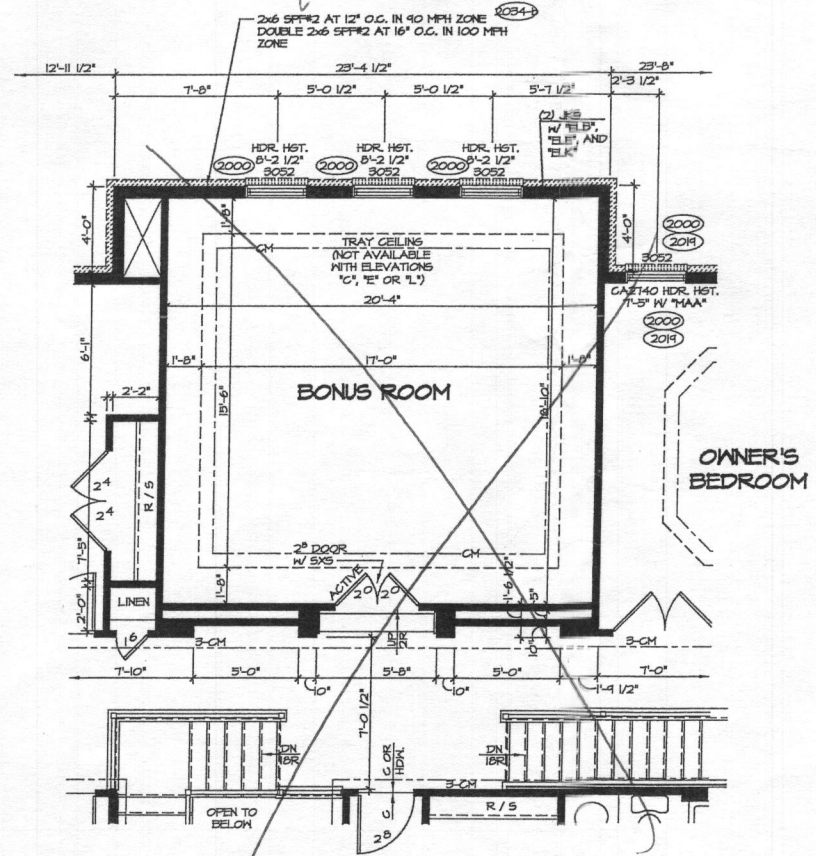 2x6 SPF#2 AT 12" O.C. IN 90 MPH ZONE
DOUBLE 2x6 SPF#2 AT 16" O.C. IN 100 MPH
ZONE
12'-11 1/2"
23'-4 1/2"
23'-8"
2'-3 1/2"
7'-8"
5'-0 1/2"
5'-0 1/2"
5'-7 1/2"
(2) JKS
W/ "ELB",
"ELE", AND
"ELK"
HDR. HGT.
8'-2 1/2"
3052
HDR. HGT.
8'-2 1/2"
3052
HDR. HGT.
8'-2 1/2"
3052
2000
2000
2000
4'-0"
1'-8"
4'-0"
2000
2019
3052
CA2740 HDR. HGT.
7'-5" W/ "MAA"
2000
2019
CM
TRAY CEILING
(NOT AVAILABLE
WITH ELEVATIONS
"C", "E" OR "L")
20'-4"
6'-1"
1'-8"
17'-0"
1'-8"
2'-2"
15'-6"
BONUS ROOM
OWNER'S
BEDROOM
2⁴
2⁴
R / S
7'-5"
2⁸ DOOR
W/ SXS
CM
1'-8"
ACTIVE
2⁰
2⁰
1'-6 1/2"
LINEN
2'-0"
1⁶
3-CM
UP
2R
10"
3-CM
7'-10"
5'-0"
10"
5'-8"
10"
5'-0"
7'-0"
1'-9 1/2"
7'-0 1/2"
DN
18R
DN
18R
C OR
HDW.
3-CM
OPEN TO
BELOW
C
2⁸
R / S